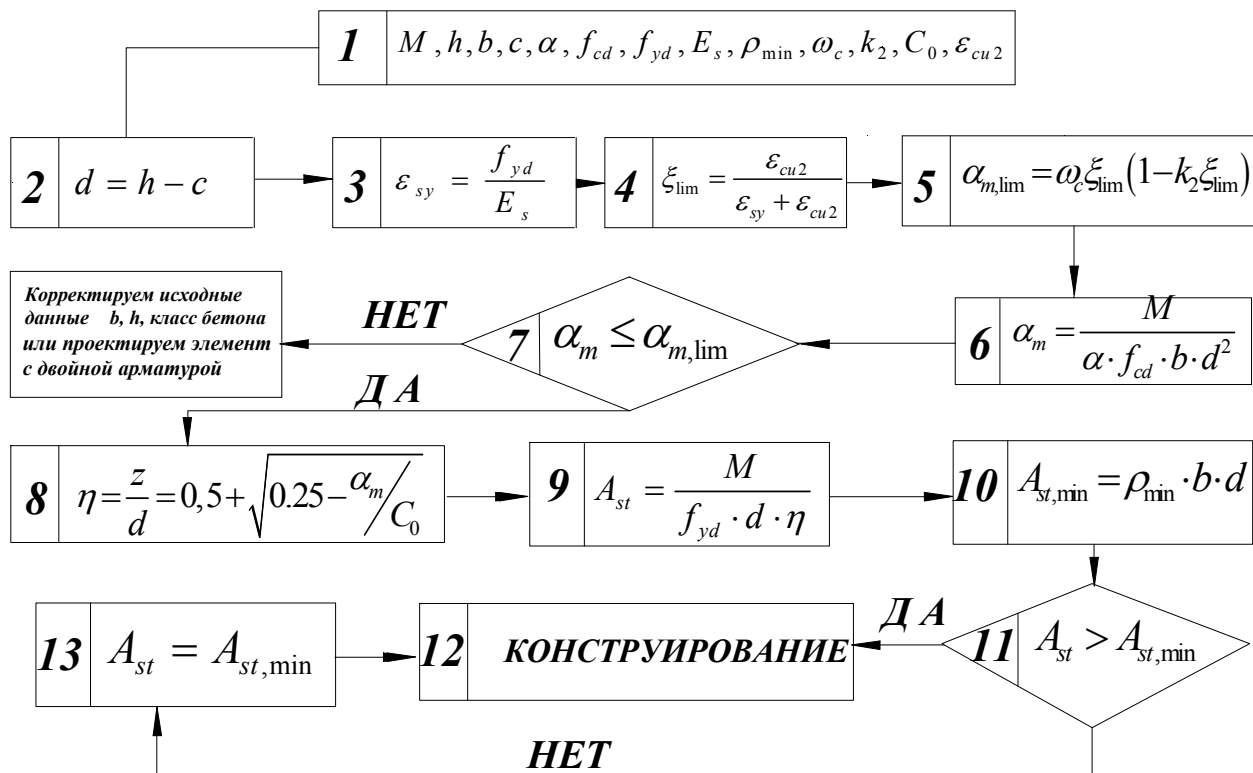 1 M , h, b, c, α, f_cd, f_yd, E_s, ρ_min, ω_c, k_2, C_0, ε_cu2
2 d = h − c
3 ε_sy = f_yd / E_s
4 ξ_lim = ε_cu2 / (ε_sy + ε_cu2)
5 α_m,lim = ω_c ξ_lim (1 − k_2 ξ_lim)
Корректируем исходные
данные b, h, класс бетона
или проектируем элемент
с двойной арматурой
НЕТ
7 α_m ≤ α_m,lim
6 α_m = M / (α · f_cd · b · d²)
Д А
8 η = z/d = 0,5 + √(0.25 − α_m / C_0)
9 A_st = M / (f_yd · d · η)
10 A_st,min = ρ_min · b · d
13 A_st = A_st,min
12 КОНСТРУИРОВАНИЕ
Д А
11 A_st > A_st,min
НЕТ